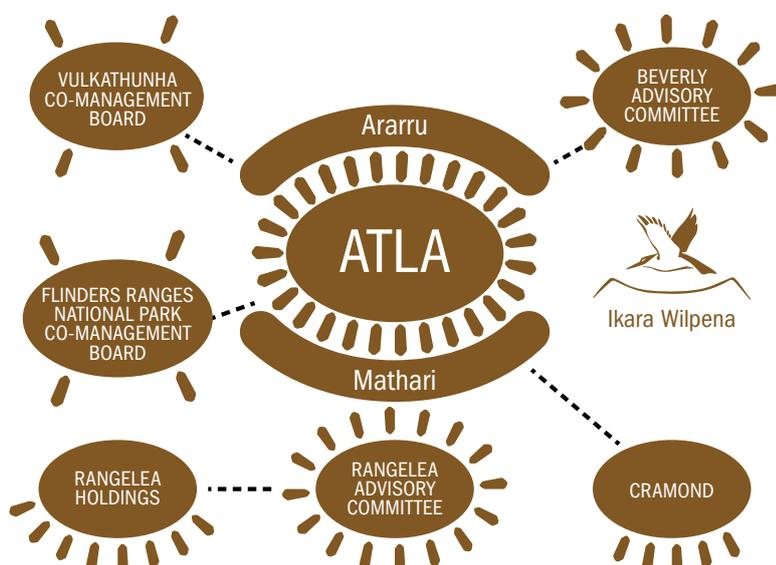 VULKATHUNHA
CO-MANAGEMENT
BOARD
BEVERLY
ADVISORY
COMMITTEE
Ararru
ATLA
Ikara Wilpena
FLINDERS RANGES
NATIONAL PARK
CO-MANAGEMENT
BOARD
Mathari
RANGELEA
HOLDINGS
RANGELEA
ADVISORY
COMMITTEE
CRAMOND